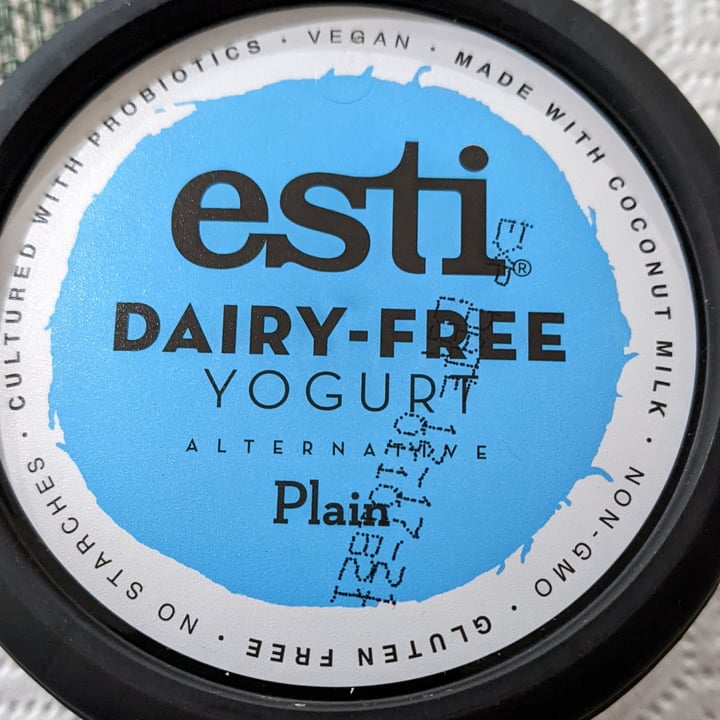 CULTURED WITH PROBIOTICS · VEGAN · MADE WITH COCONUT MILK · NON-GMO · GLUTEN FREE · NO STARCHES ·
esti®
DAIRY-FREE
YOGURT
ALTERNATIVE
Plain